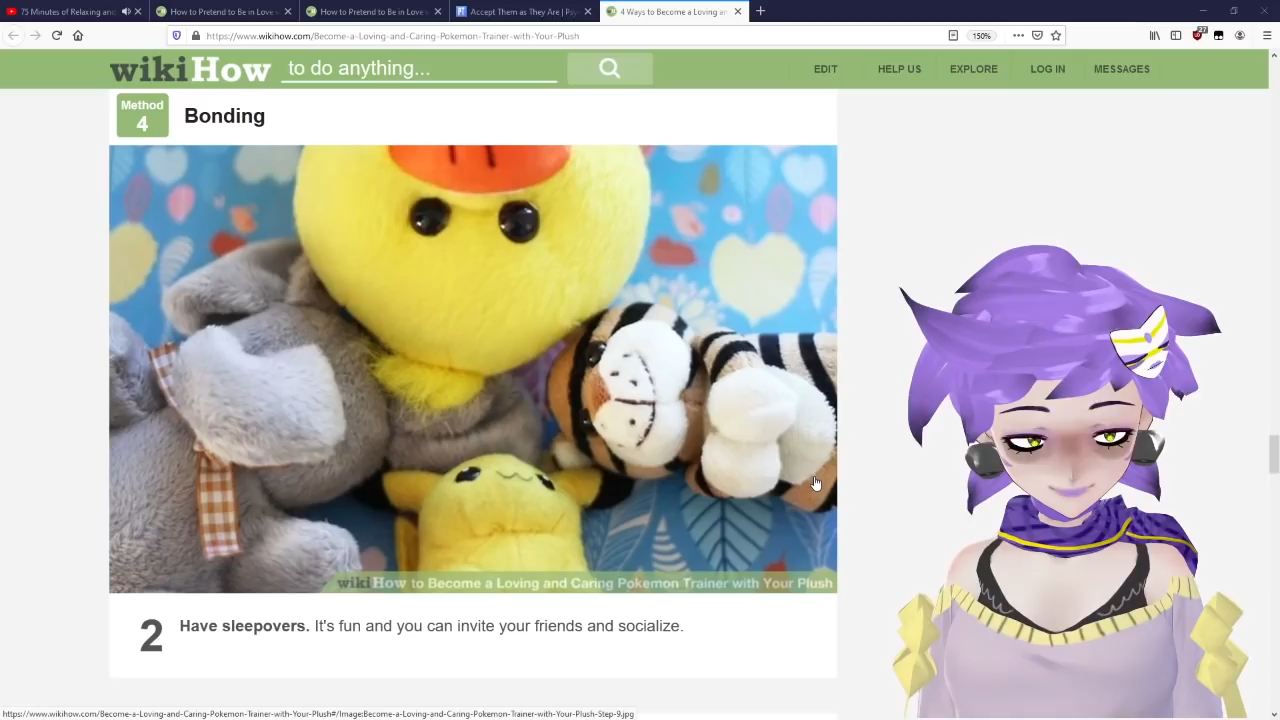 75 Minutes of Relaxing and
How to Pretend to Be in Love w
How to Pretend to Be in Love w
Accept Them as They Are | Psy
4 Ways to Become a Loving an
https://www.wikihow.com/Become-a-Loving-and-Caring-Pokemon-Trainer-with-Your-Plush
150%
27
wikiHow to do anything...
EDIT
HELP US
EXPLORE
LOG IN
MESSAGES
Method
4
Bonding
wikiHow to Become a Loving and Caring Pokemon Trainer with Your Plush
2
Have sleepovers. It's fun and you can invite your friends and socialize.
https://www.wikihow.com/Become-a-Loving-and-Caring-Pokemon-Trainer-with-Your-Plush#/Image:Become-a-Loving-and-Caring-Pokemon-Trainer-with-Your-Plush-Step-9.jpg